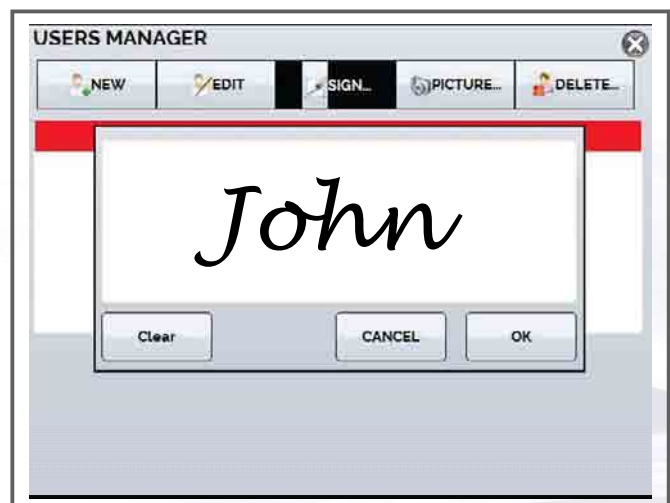 USERS MANAGER
NEW EDIT SIGN... PICTURE... DELETE...
John
Clear CANCEL OK